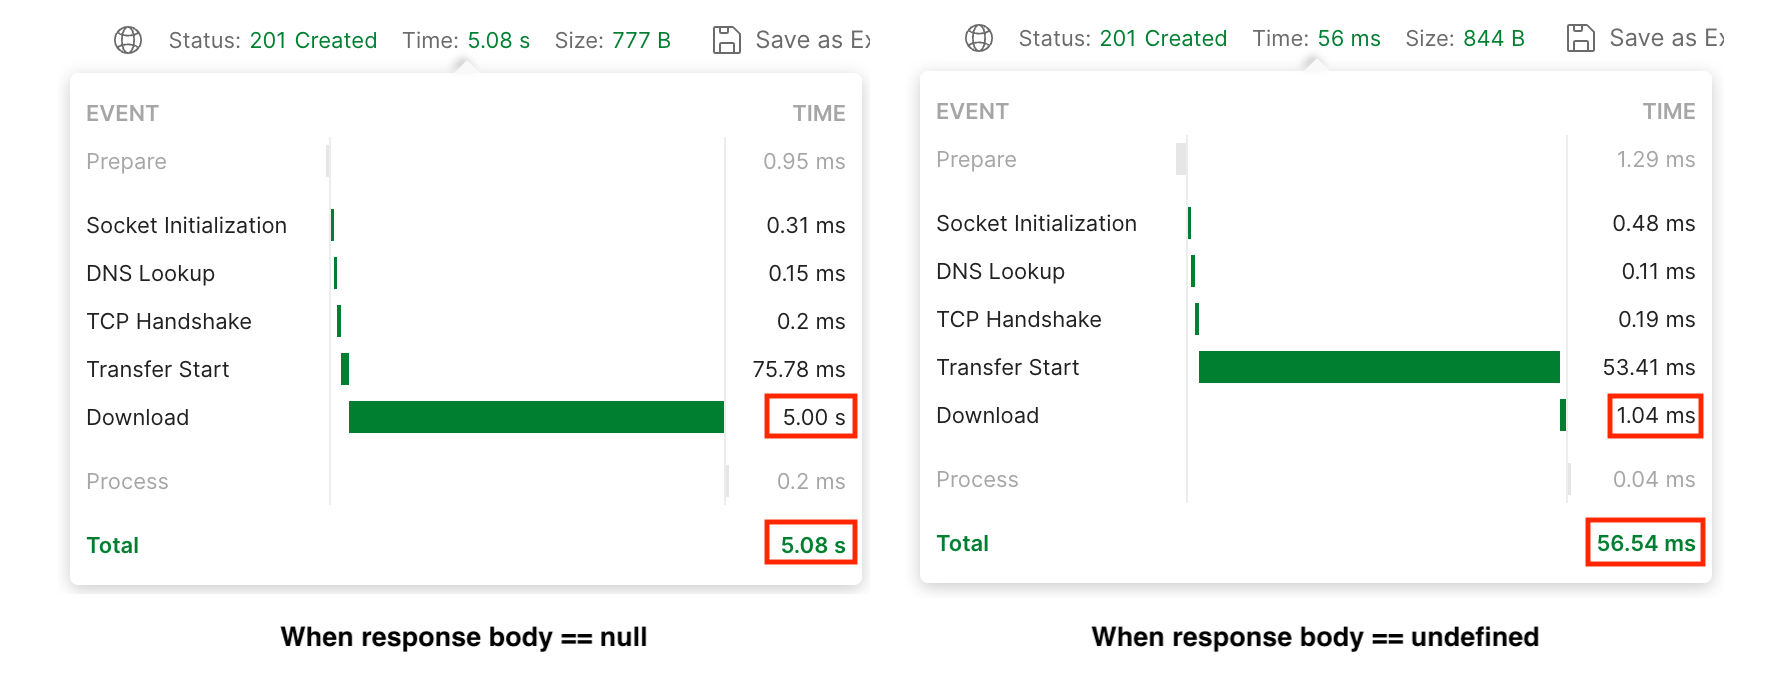 Status: 201 Created Time: 5.08 s Size: 777 B Save as Ex
EVENT TIME
Prepare 0.95 ms
Socket Initialization 0.31 ms
DNS Lookup 0.15 ms
TCP Handshake 0.2 ms
Transfer Start 75.78 ms
Download 5.00 s
Process 0.2 ms
Total 5.08 s
When response body == null
Status: 201 Created Time: 56 ms Size: 844 B Save as Ex
EVENT TIME
Prepare 1.29 ms
Socket Initialization 0.48 ms
DNS Lookup 0.11 ms
TCP Handshake 0.19 ms
Transfer Start 53.41 ms
Download 1.04 ms
Process 0.04 ms
Total 56.54 ms
When response body == undefined